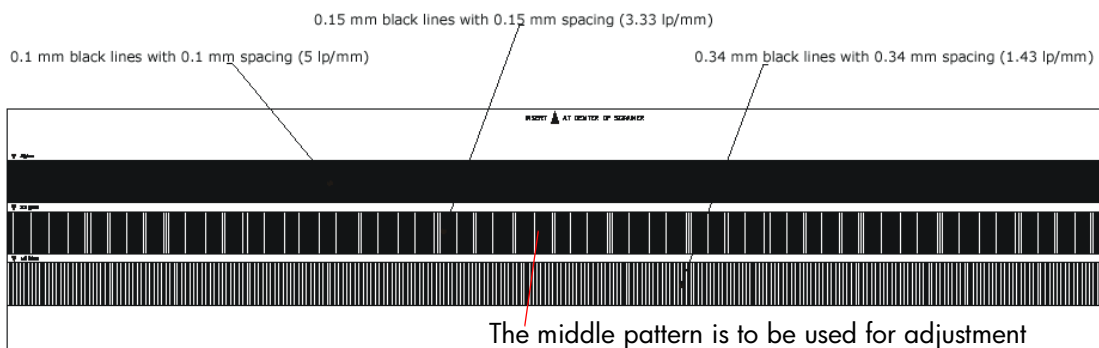 0.15 mm black lines with 0.15 mm spacing (3.33 lp/mm)
0.1 mm black lines with 0.1 mm spacing (5 lp/mm)
0.34 mm black lines with 0.34 mm spacing (1.43 lp/mm)
INSERT AT CENTER OF SCANNER
The middle pattern is to be used for adjustment